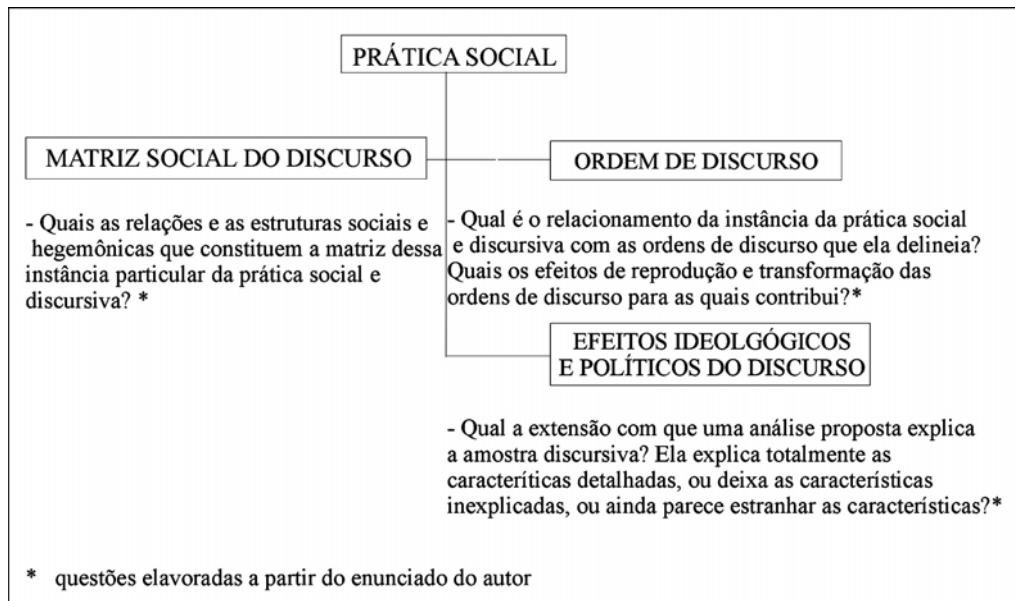 PRÁTICA SOCIAL
MATRIZ SOCIAL DO DISCURSO
- Quais as relações e as estruturas sociais e
hegemônicas que constituem a matriz dessa
instância particular da prática social e
discursiva? *
ORDEM DE DISCURSO
- Qual é o relacionamento da instância da prática social
e discursiva com as ordens de discurso que ela delineia?
Quais os efeitos de reprodução e transformação das
ordens de discurso para as quais contribui?*
EFEITOS IDEOLGÓGICOS
E POLÍTICOS DO DISCURSO
- Qual a extensão com que uma análise proposta explica
a amostra discursiva? Ela explica totalmente as
caracteríticas detalhadas, ou deixa as características
inexplicadas, ou ainda parece estranhar as características?*
* questões elavoradas a partir do enunciado do autor